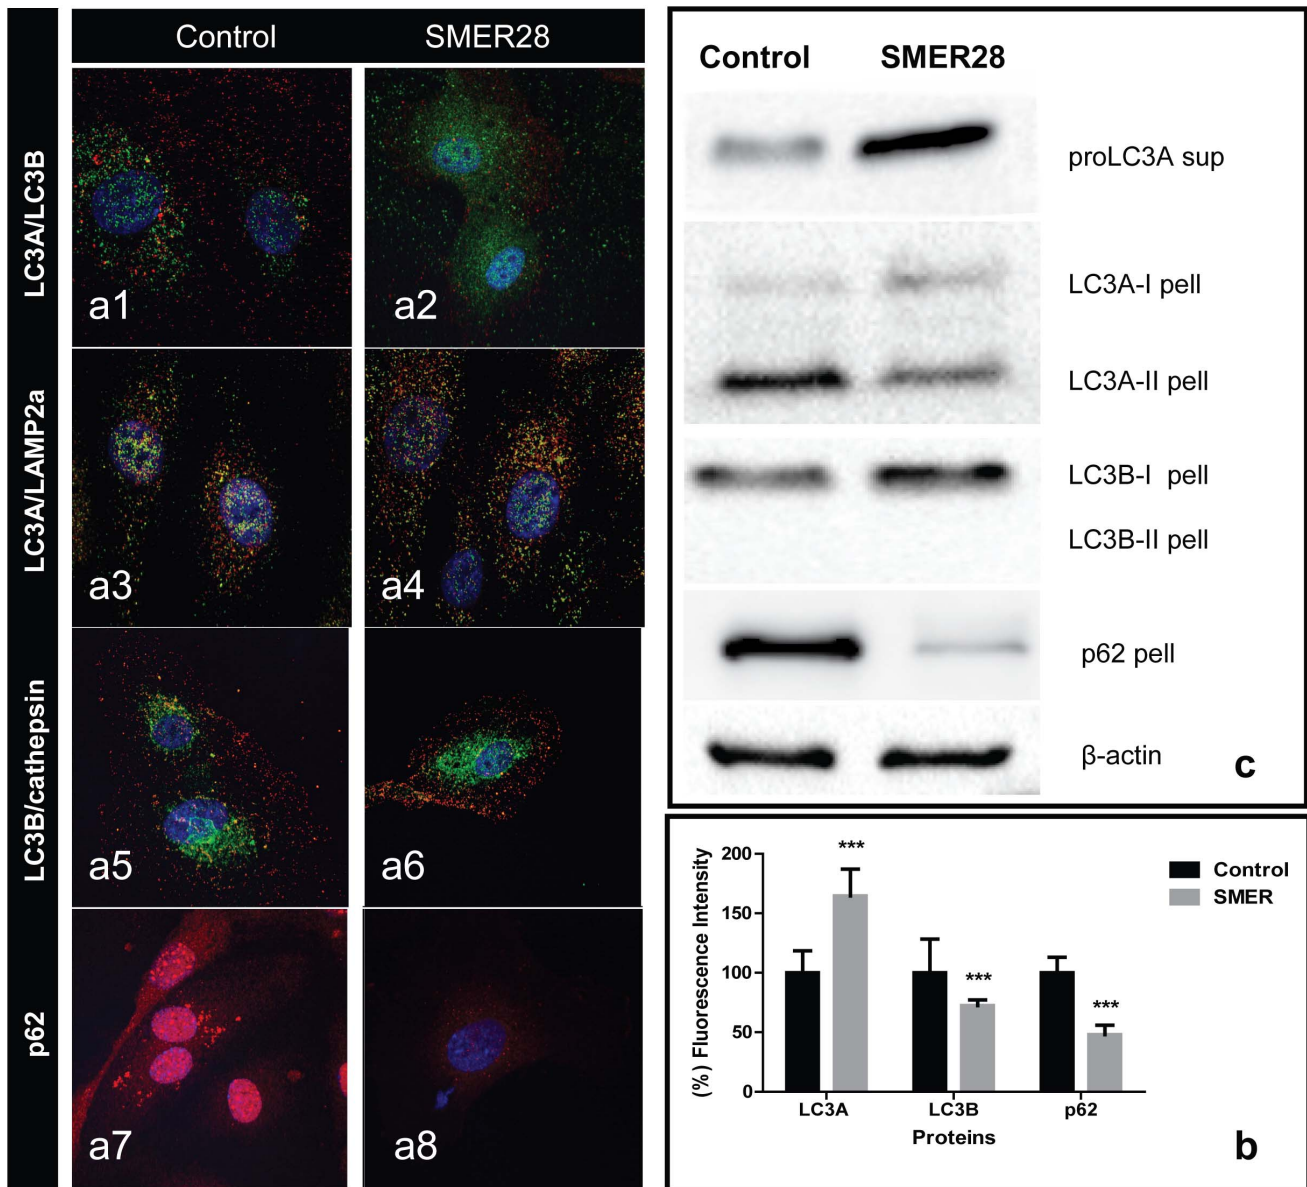 Control SMER28
LC3A/LC3B
a1 a2
LC3A/LAMP2a
a3 a4
LC3B/cathepsin
a5 a6
p62
a7 a8
Control SMER28
proLC3A sup
LC3A-I pell
LC3A-II pell
LC3B-I pell
LC3B-II pell
p62 pell
β-actin
c
(%) Fluorescence Intensity
200
150
100
50
0
***
***
***
LC3A LC3B p62
Proteins
Control
SMER
b